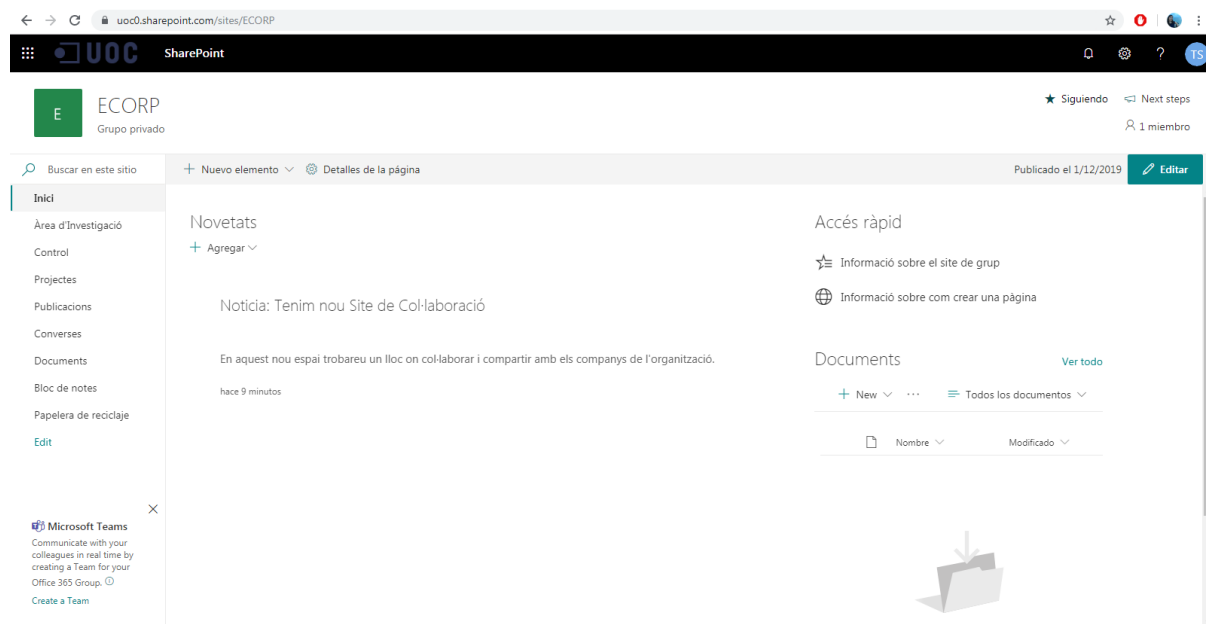 uoc0.sharepoint.com/sites/ECORP
UOC SharePoint ? TS
E
ECORP
Grupo privado
Siguiendo Next steps
1 miembro
Buscar en este sitio
Nuevo elemento Detalles de la página
Publicado el 1/12/2019 Editar
Inici
Àrea d'Investigació
Control
Projectes
Publicacions
Converses
Documents
Bloc de notes
Papelera de reciclaje
Edit
Microsoft Teams
Communicate with your
colleagues in real time by
creating a Team for your
Office 365 Group.
Create a Team
Novetats
Agregar
Noticia: Tenim nou Site de Col·laboració
En aquest nou espai trobareu un lloc on col·laborar i compartir amb els companys de l'organització.
hace 9 minutos
Accés ràpid
Informació sobre el site de grup
Informació sobre com crear una pàgina
Documents Ver todo
New ··· Todos los documentos
Nombre Modificado